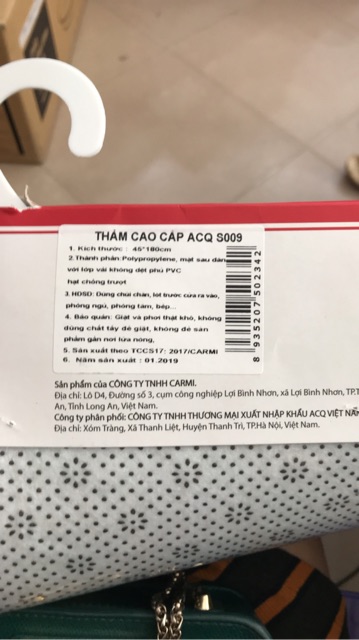 THẢM CAO CẤP ACQ S009
1. Kích thước : 45*180cm
2.Thành phần:Polypropylene, mặt sau dán
với lớp vải không dệt phủ PVC
hạt chống trượt
3. HDSD: Dùng chùi chân, lót trước cửa ra vào,
phòng ngủ, phòng tắm, bếp...
4. Bảo quản: Giặt và phơi thật khô, không
dùng chất tẩy để giặt, không để sản
phẩm gần nơi lửa nóng,
5. Sản xuất theo TCCS17: 2017/CARMI
6. Năm sản xuất : 01.2019
8 935207 502342
Sản phẩm của CÔNG TY TNHH CARMI.
Địa chỉ: Lô D4, Đường số 3, cụm công nghiệp Lợi Bình Nhơn, xã Lợi Bình Nhơn, TP.T
An, Tỉnh Long An, Việt Nam.
Công ty phân phối: CÔNG TY TNHH THƯƠNG MẠI XUẤT NHẬP KHẨU ACQ VIỆT NAM
Địa chỉ: Xóm Tràng, Xã Thanh Liệt, Huyện Thanh Trì, TP.Hà Nội, Việt Nam.